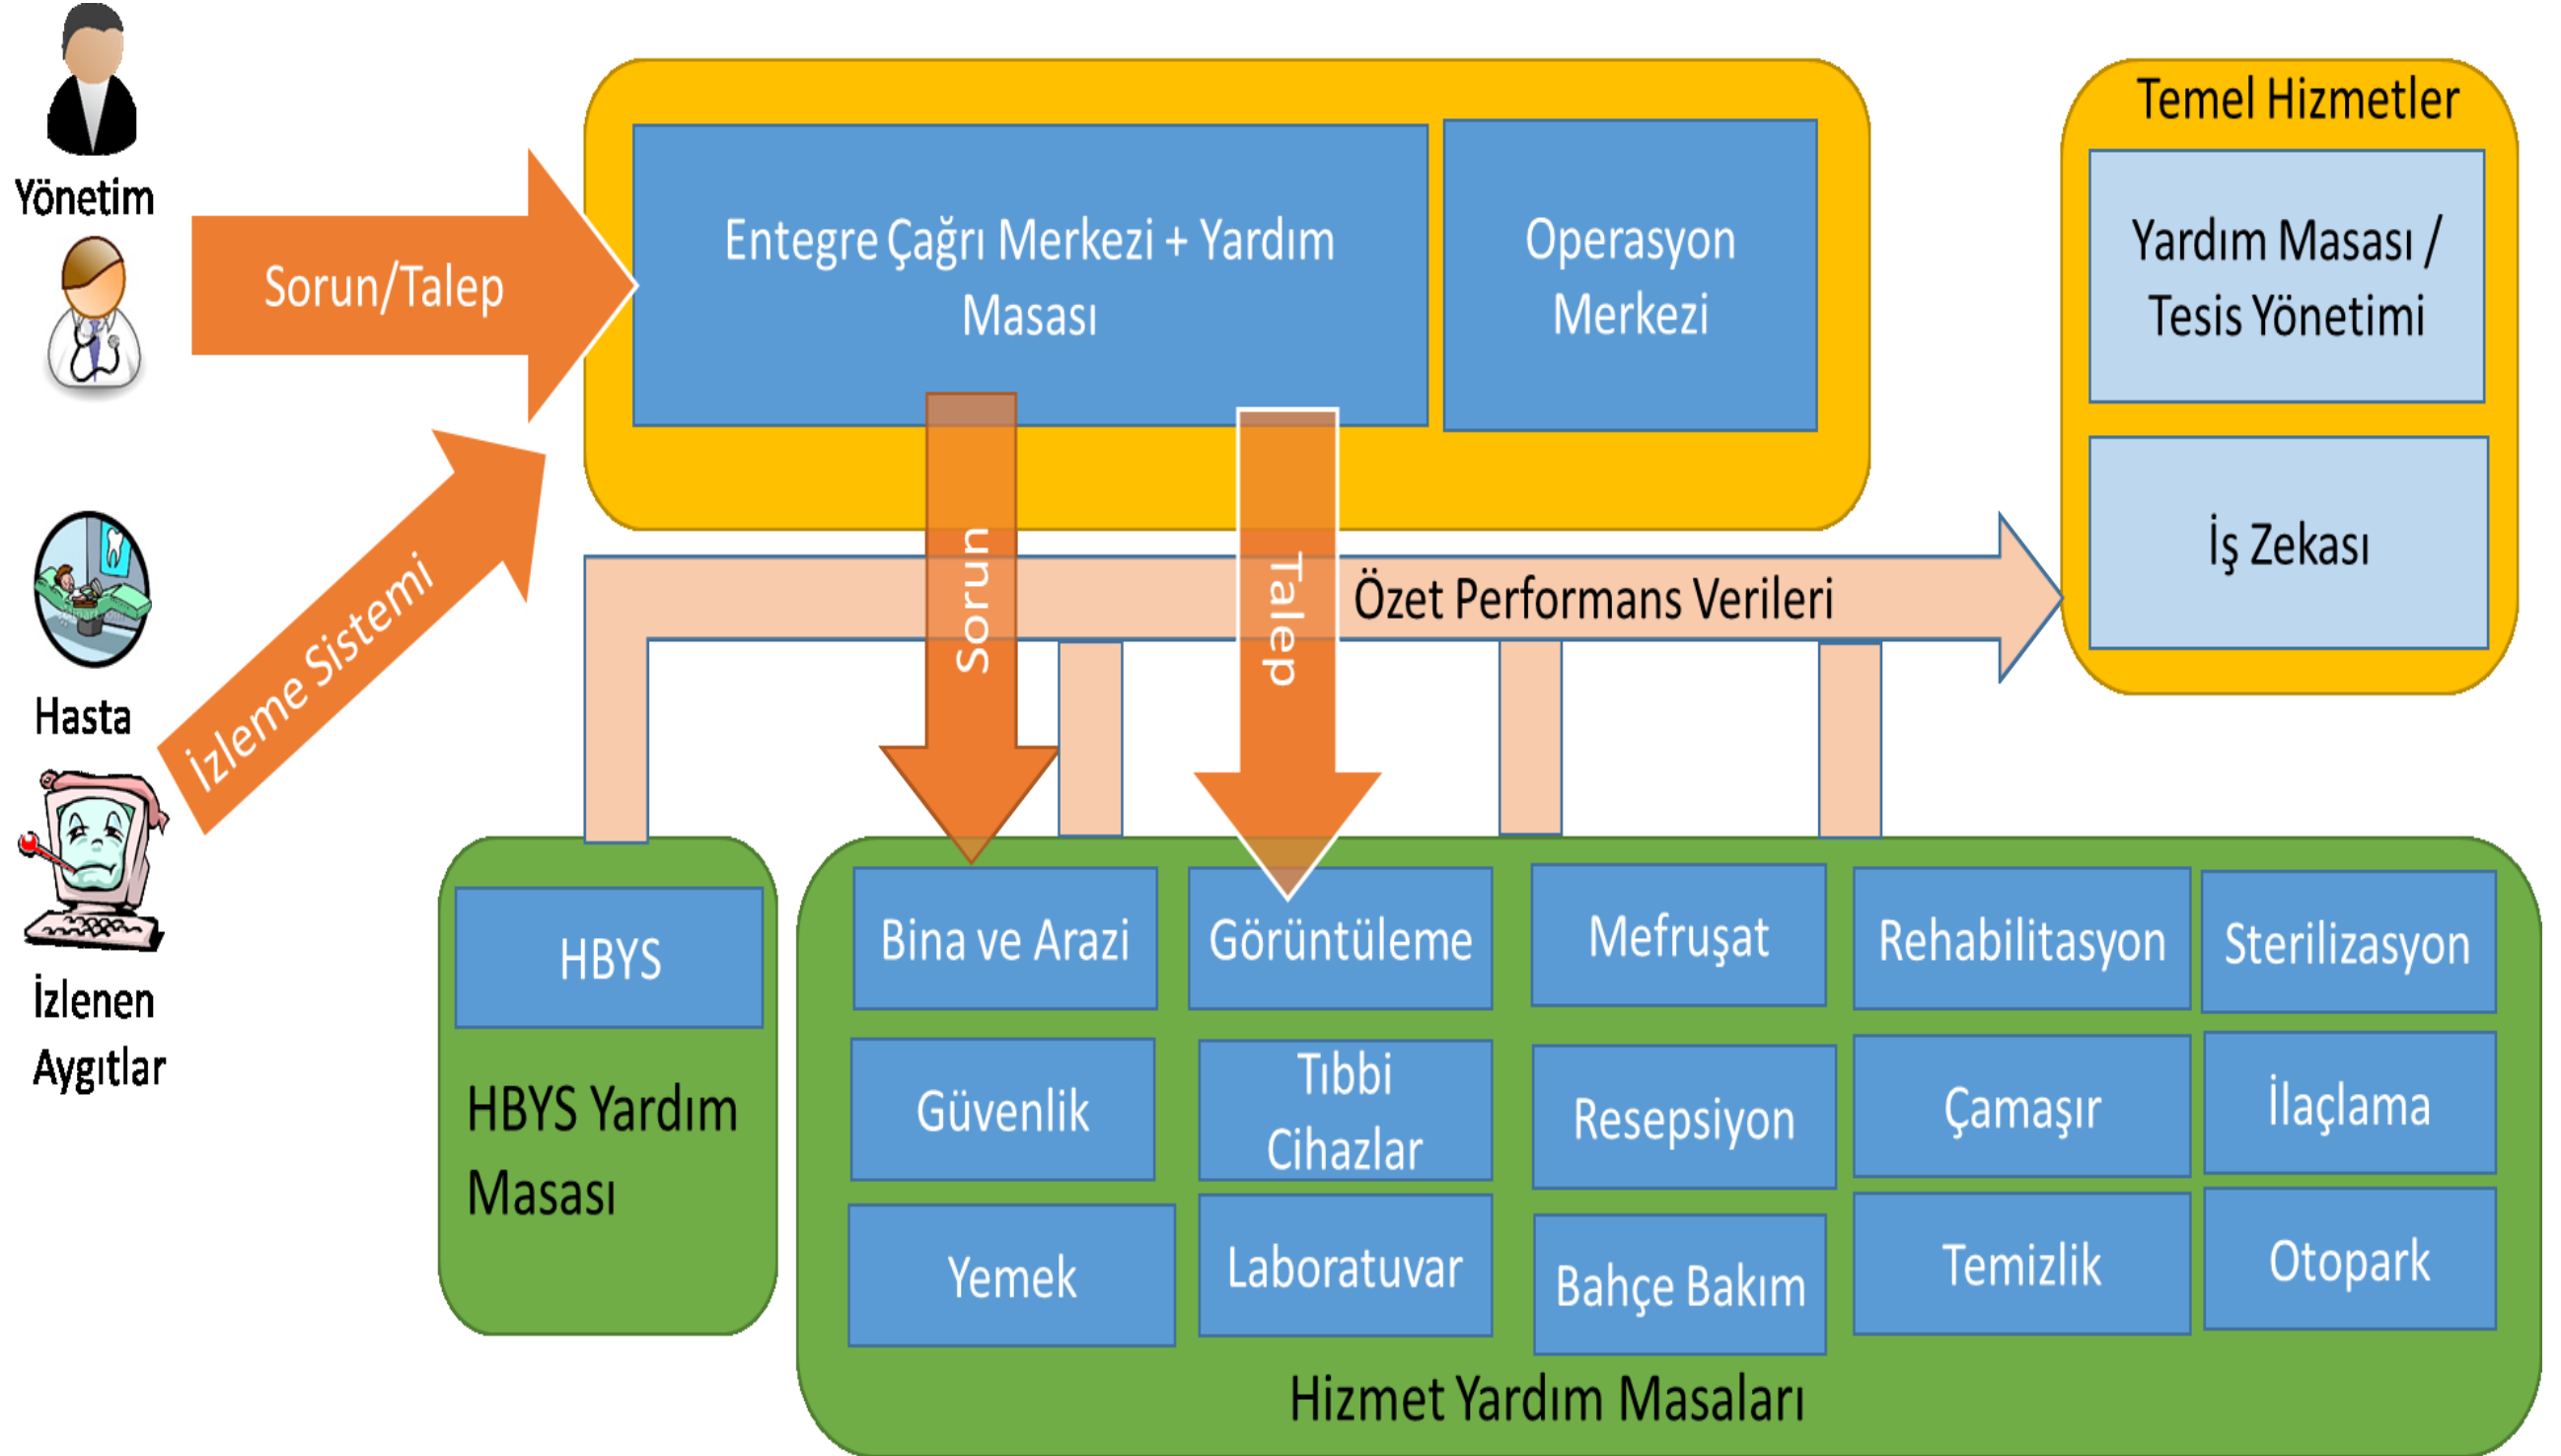 Yönetim
Sorun/Talep
Hasta
İzleme Sistemi
İzlenen
Aygıtlar
Entegre Çağrı Merkezi + Yardım
Masası
Operasyon
Merkezi
Temel Hizmetler
Yardım Masası /
Tesis Yönetimi
İş Zekası
Sorun
Talep
Özet Performans Verileri
HBYS
HBYS Yardım
Masası
Bina ve Arazi
Görüntüleme
Mefruşat
Rehabilitasyon
Sterilizasyon
Güvenlik
Tıbbi
Cihazlar
Resepsiyon
Çamaşır
İlaçlama
Yemek
Laboratuvar
Bahçe Bakım
Temizlik
Otopark
Hizmet Yardım Masaları